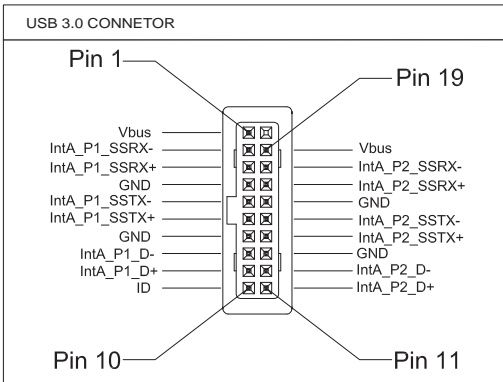 USB 3.0 CONNETOR
Pin 1
Pin 19
Vbus
IntA_P1_SSRX-
IntA_P1_SSRX+
GND
IntA_P1_SSTX-
IntA_P1_SSTX+
GND
IntA_P1_D-
IntA_P1_D+
ID
Vbus
IntA_P2_SSRX-
IntA_P2_SSRX+
GND
IntA_P2_SSTX-
IntA_P2_SSTX+
GND
IntA_P2_D-
IntA_P2_D+
Pin 10
Pin 11